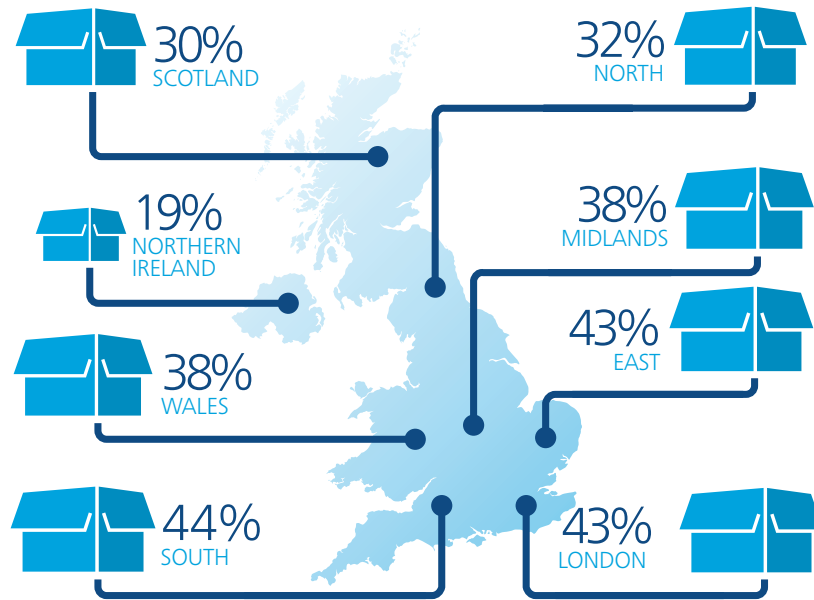 30%
SCOTLAND
32%
NORTH
19%
NORTHERN
IRELAND
38%
MIDLANDS
38%
WALES
43%
EAST
44%
SOUTH
43%
LONDON